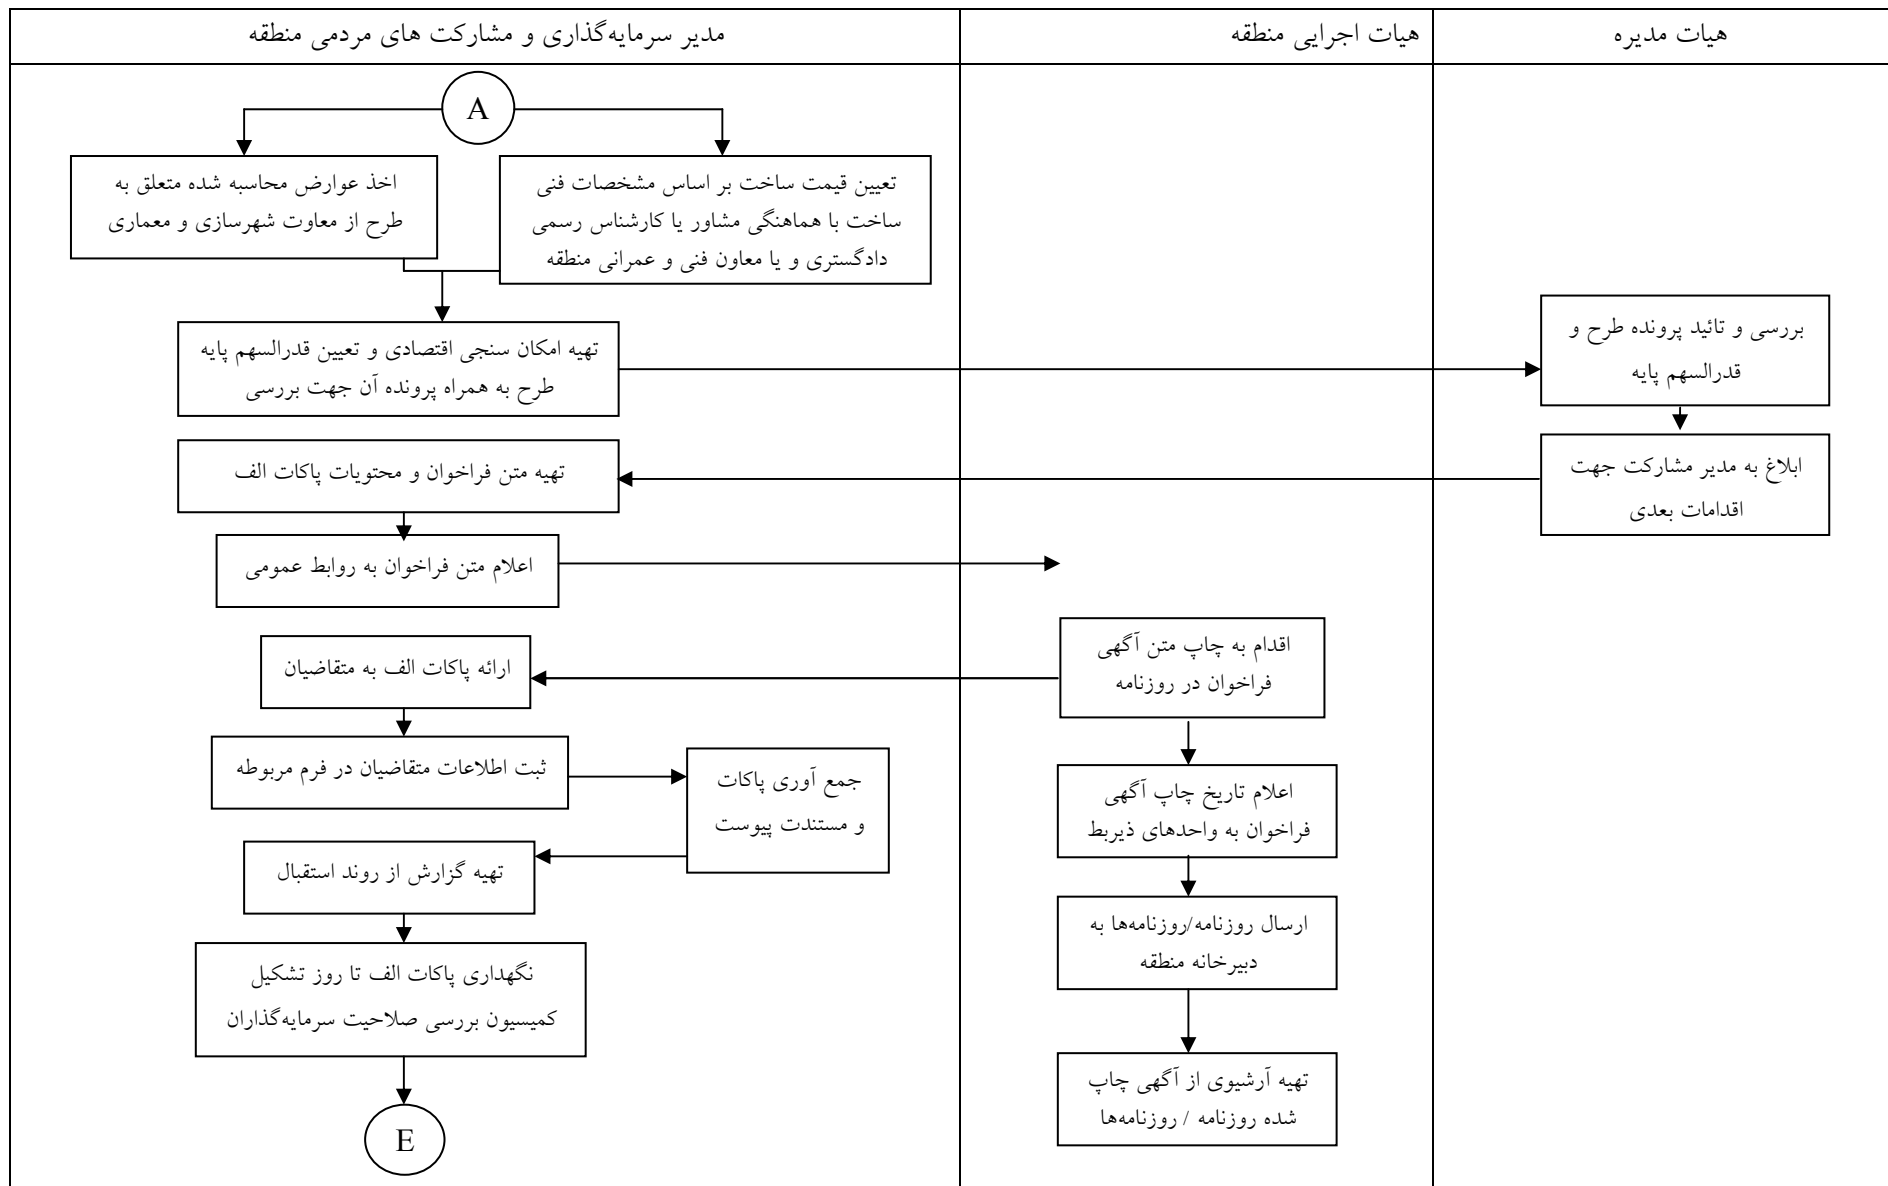 هیات مدیره
هیات اجرایی منطقه
مدیر سرمایه‌گذاری و مشارکت های مردمی منطقه
A
تعیین قیمت ساخت بر اساس مشخصات فنی
ساخت با هماهنگی مشاور یا کارشناس رسمی
دادگستری و یا معاون فنی و عمرانی منطقه
اخذ عوارض محاسبه شده متعلق به
طرح از معاوت شهرسازی و معماری
تهیه امکان سنجی اقتصادی و تعیین قدرالسهم پایه
طرح به همراه پرونده آن جهت بررسی
بررسی و تائید پرونده طرح و
قدرالسهم پایه
ابلاغ به مدیر مشارکت جهت
اقدامات بعدی
تهیه متن فراخوان و محتویات پاکات الف
اعلام متن فراخوان به روابط عمومی
اقدام به چاپ متن آگهی
فراخوان در روزنامه
ارائه پاکات الف به متقاضیان
ثبت اطلاعات متقاضیان در فرم مربوطه
جمع آوری پاکات
و مستندت پیوست
اعلام تاریخ چاپ آگهی
فراخوان به واحدهای ذیربط
تهیه گزارش از روند استقبال
ارسال روزنامه/روزنامه‌ها به
دبیرخانه منطقه
نگهداری پاکات الف تا روز تشکیل
کمیسیون بررسی صلاحیت سرمایه‌گذاران
تهیه آرشیوی از آگهی چاپ
شده روزنامه / روزنامه‌ها
E